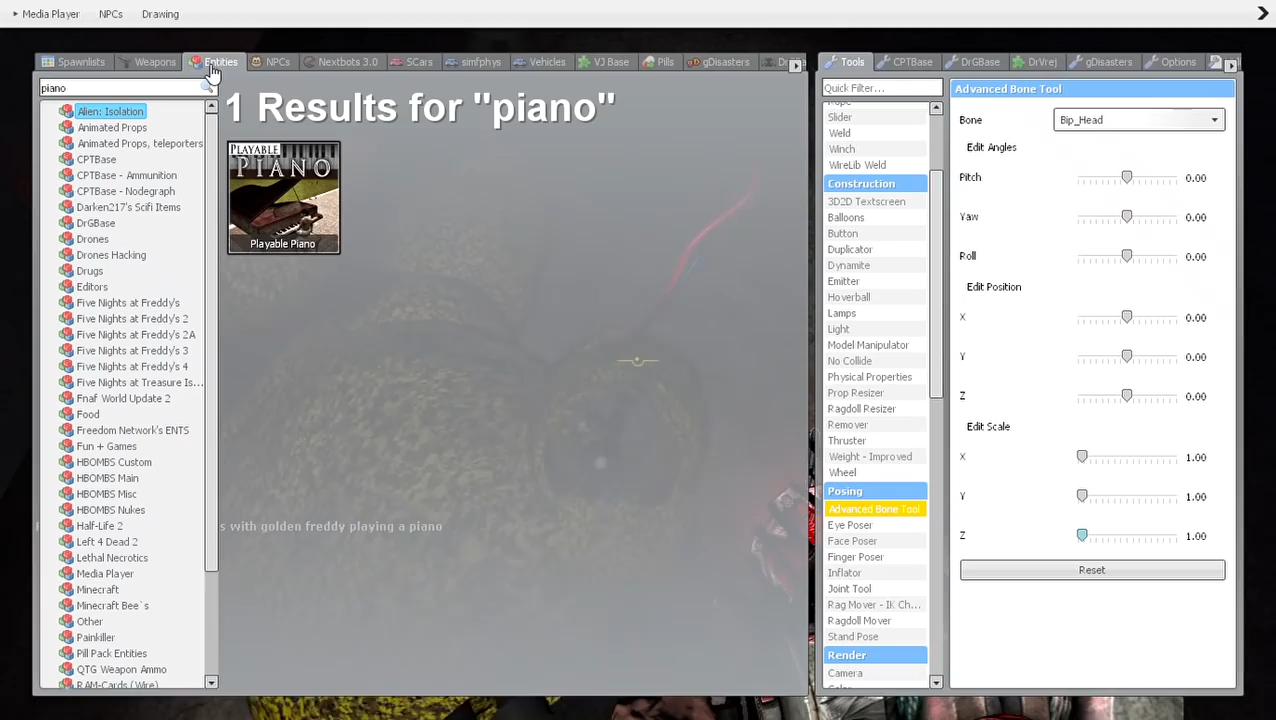 Media Player NPCs Drawing
Spawnlists Weapons Entities NPCs Nextbots 3.0 SCars simfphys Vehicles VJ Base Pills gDisasters
piano
1 Results for "piano"
PLAYABLE
PIANO
Playable Piano
Alien: Isolation
Animated Props
Animated Props, teleporters
CPTBase
CPTBase - Ammunition
CPTBase - Nodegraph
Darken217's Scifi Items
DrGBase
Drones
Drones Hacking
Drugs
Editors
Five Nights at Freddy's
Five Nights at Freddy's 2
Five Nights at Freddy's 2A
Five Nights at Freddy's 3
Five Nights at Freddy's 4
Five Nights at Treasure Is...
Fnaf World Update 2
Food
Freedom Network's ENTS
Fun + Games
HBOMBS Custom
HBOMBS Main
HBOMBS Misc
HBOMBS Nukes
Half-Life 2
s with golden freddy playing a piano
Left 4 Dead 2
Lethal Necrotics
Media Player
Minecraft
Minecraft Bee`s
Other
Painkiller
Pill Pack Entities
QTG Weapon Ammo
RAM-Cards (Wire)
Tools CPTBase DrGBase DrVrej gDisasters Options
Quick Filter...
Rope
Slider
Weld
Winch
WireLib Weld
Construction
3D2D Textscreen
Balloons
Button
Duplicator
Dynamite
Emitter
Hoverball
Lamps
Light
Model Manipulator
No Collide
Physical Properties
Prop Resizer
Ragdoll Resizer
Remover
Thruster
Weight - Improved
Wheel
Posing
Advanced Bone Tool
Eye Poser
Face Poser
Finger Poser
Inflator
Joint Tool
Rag Mover - IK Ch...
Ragdoll Mover
Stand Pose
Render
Camera
Color
Advanced Bone Tool
Bone Bip_Head
Edit Angles
Pitch 0.00
Yaw 0.00
Roll 0.00
Edit Position
X 0.00
Y 0.00
Z 0.00
Edit Scale
X 1.00
Y 1.00
Z 1.00
Reset